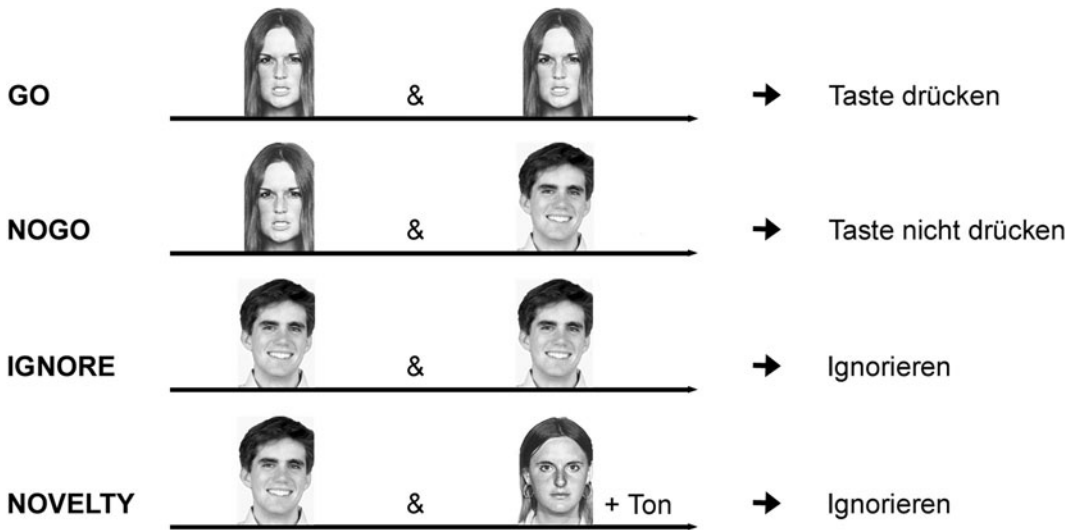 GO & → Taste drücken
NOGO & → Taste nicht drücken
IGNORE & → Ignorieren
NOVELTY & + Ton → Ignorieren